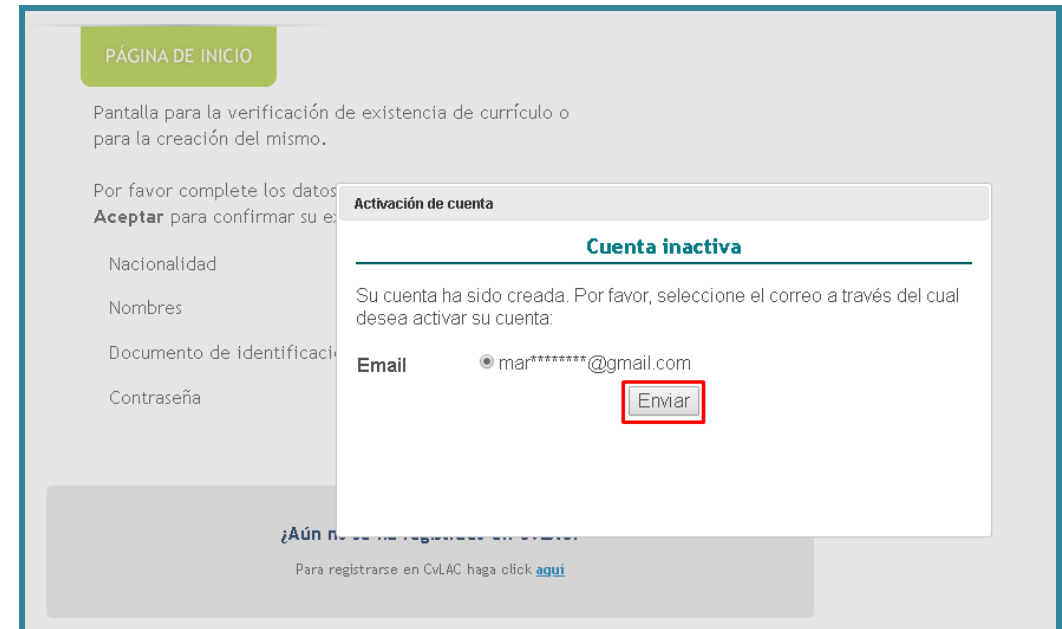 PÁGINA DE INICIO
Pantalla para la verificación de existencia de currículo o
para la creación del mismo.
Por favor complete los datos
Aceptar para confirmar su
Nacionalidad
Nombres
Documento de
Contraseña
Activación de cuenta
Cuenta inactiva
Su cuenta ha sido creada. Por favor, seleccione el correo a través del cual
desea activar su cuenta:
Email mar********@gmail.com
Enviar
¿Aún
Para registrarse en CvLAC haga click aquí